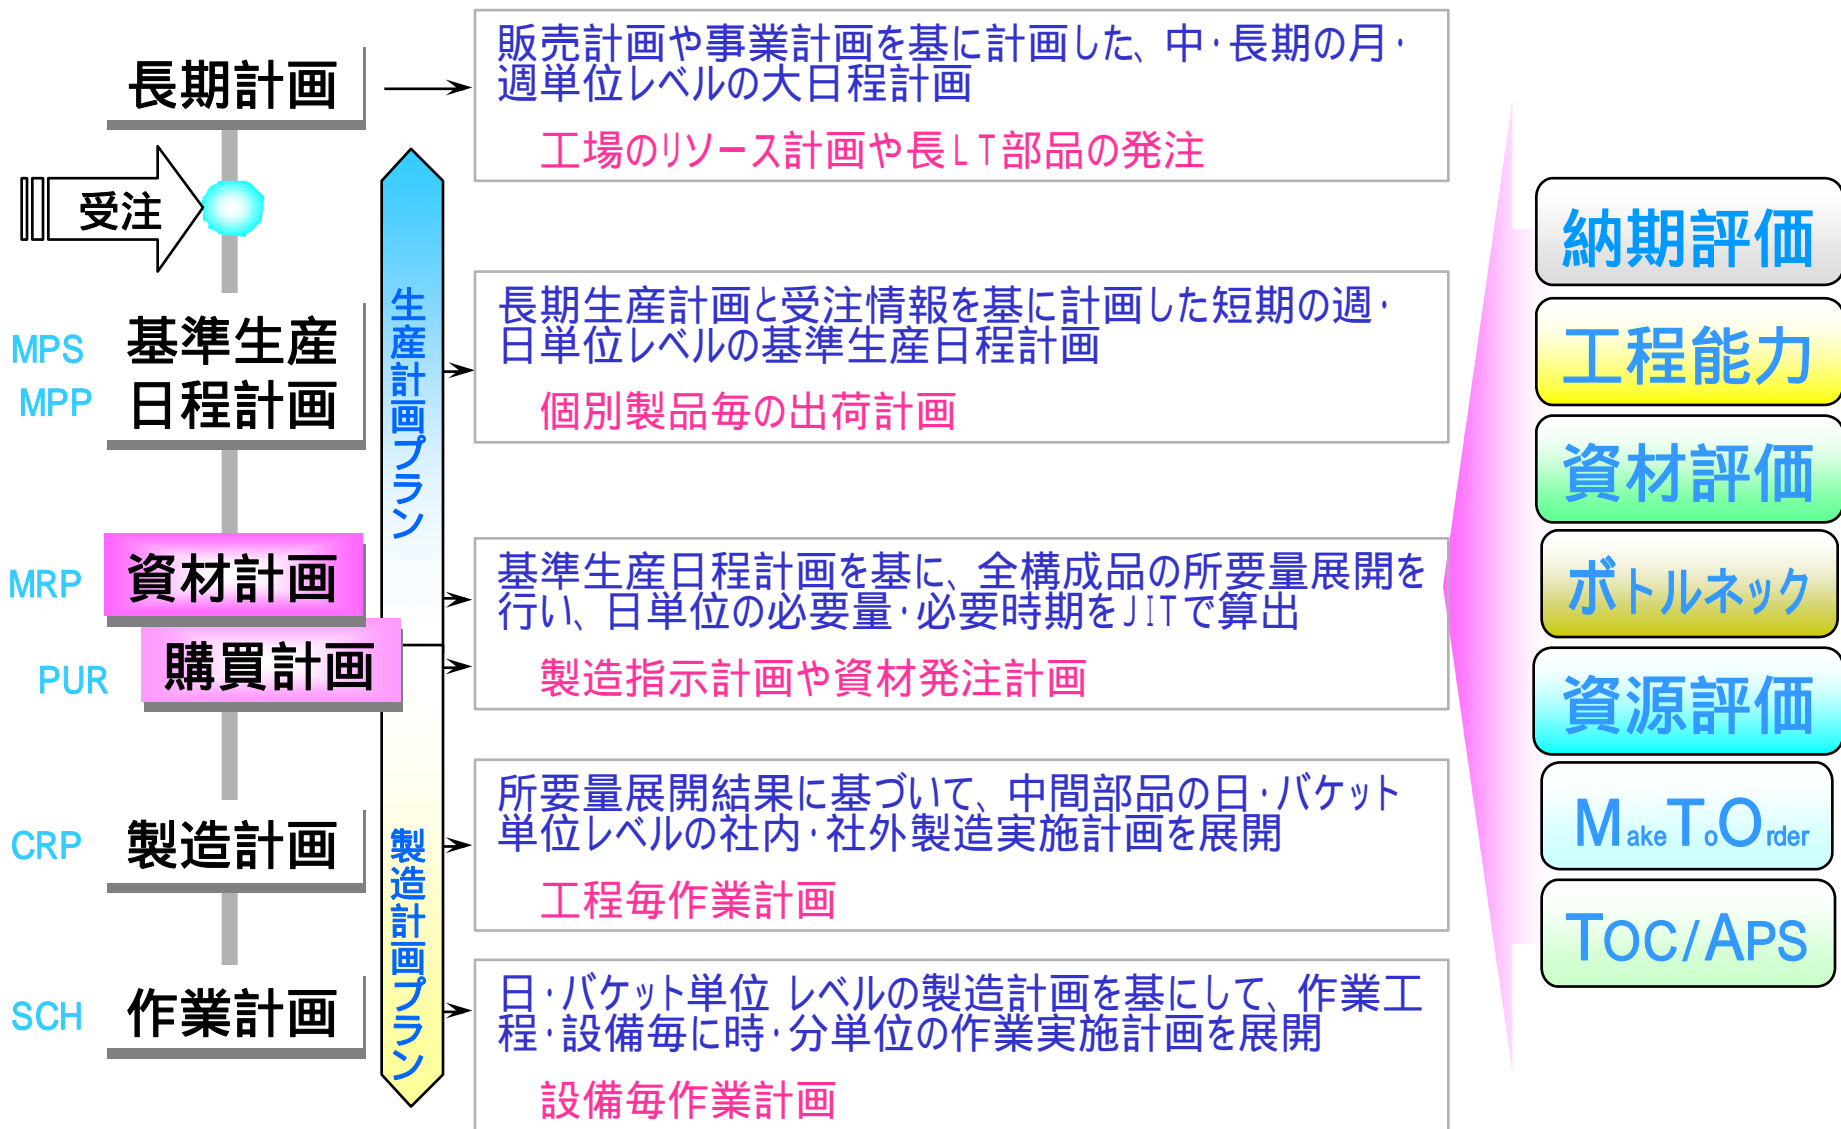 長期計画
販売計画や事業計画を基に計画した、中・長期の月・
週単位レベルの大日程計画
工場のリソース計画や長LT部品の発注
受注
生産計画プラン
MPS
MPP
基準生産
日程計画
長期生産計画と受注情報を基に計画した短期の週・
日単位レベルの基準生産日程計画
個別製品毎の出荷計画
MRP
資材計画
PUR
購買計画
基準生産日程計画を基に、全構成品の所要量展開を
行い、日単位の必要量・必要時期をJITで算出
製造指示計画や資材発注計画
製造計画プラン
CRP
製造計画
所要量展開結果に基づいて、中間部品の日・バケット
単位レベルの社内・社外製造実施計画を展開
工程毎作業計画
SCH
作業計画
日・バケット単位 レベルの製造計画を基にして、作業工
程・設備毎に時・分単位の作業実施計画を展開
設備毎作業計画
納期評価
工程能力
資材評価
ボトルネック
資源評価
MakeToOrder
TOC/APS